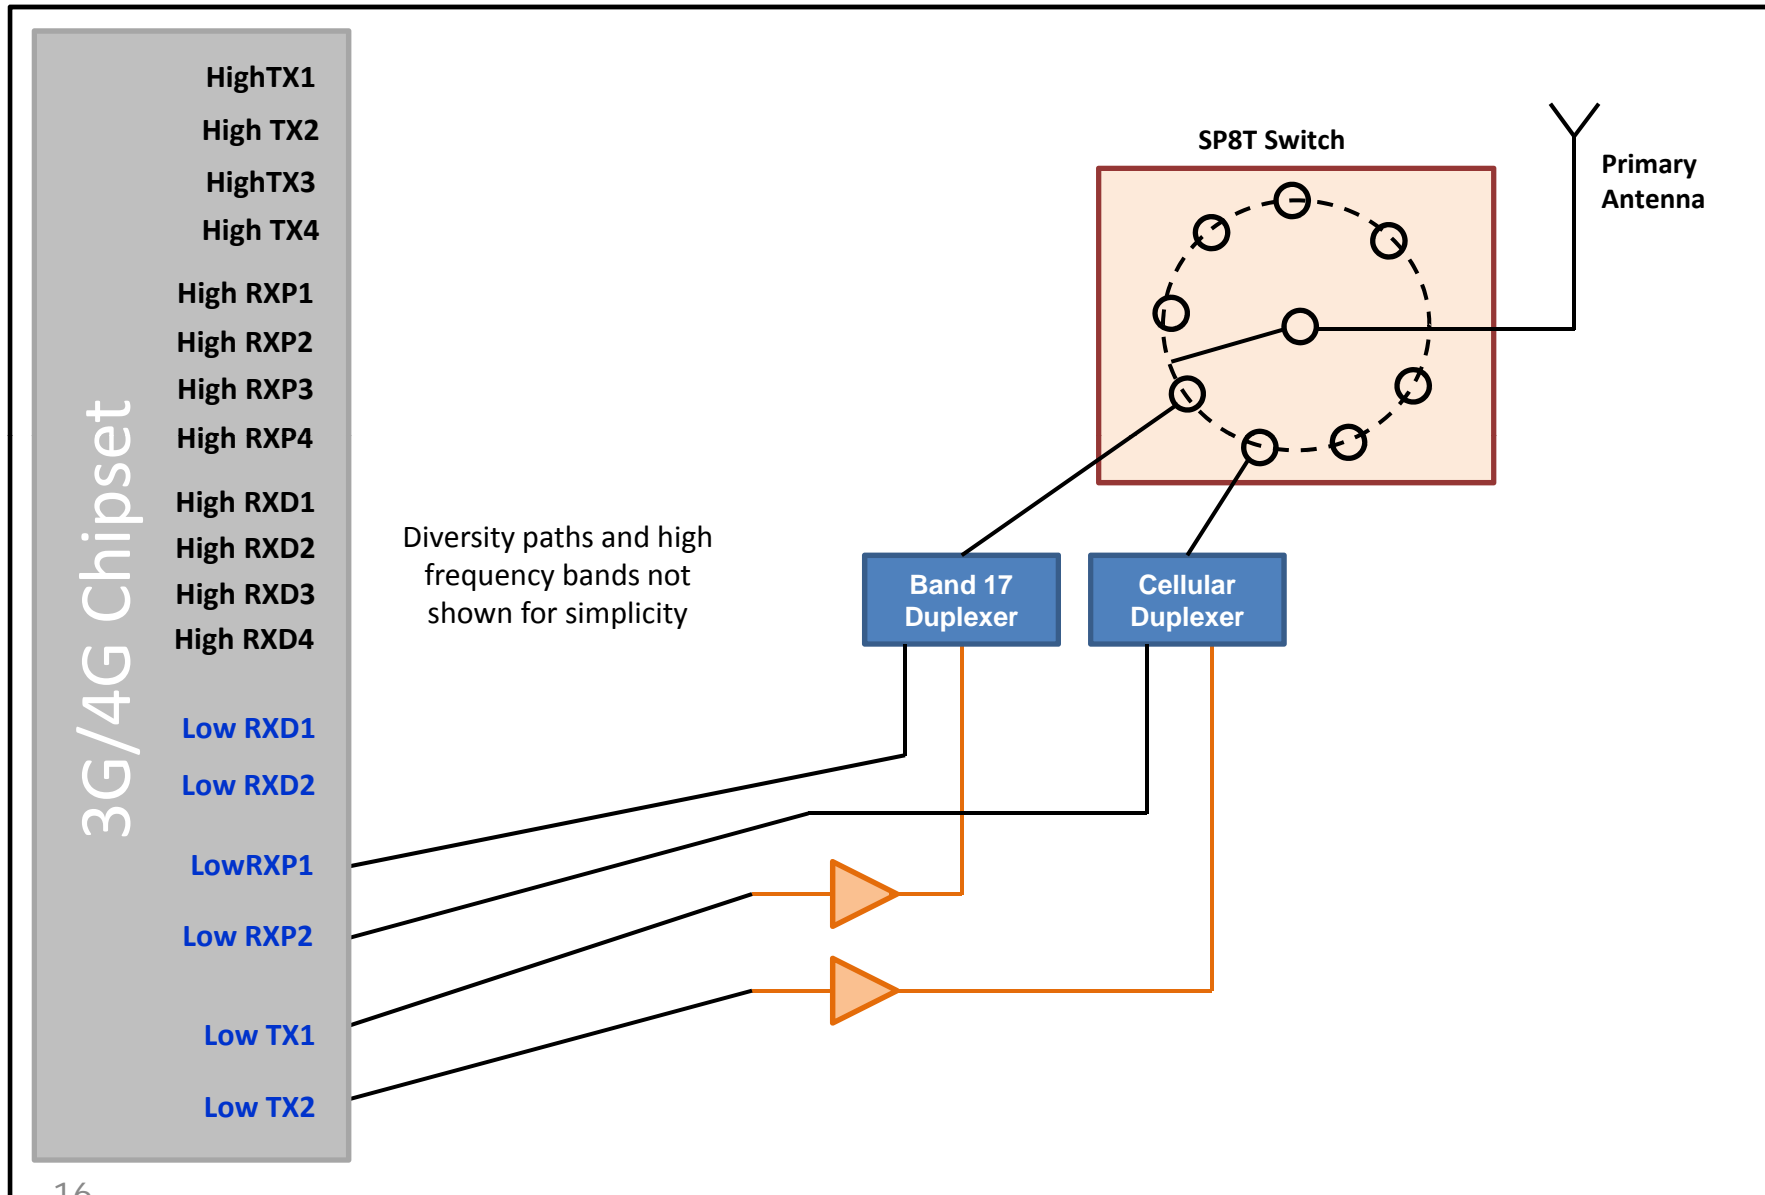 HighTX1
High TX2
HighTX3
High TX4
High RXP1
High RXP2
High RXP3
High RXP4
High RXD1
High RXD2
High RXD3
High RXD4
Low RXD1
Low RXD2
LowRXP1
Low RXP2
Low TX1
Low TX2
3G/4G Chipset
Diversity paths and high
frequency bands not
shown for simplicity
SP8T Switch
Primary
Antenna
Band 17
Duplexer
Cellular
Duplexer
16